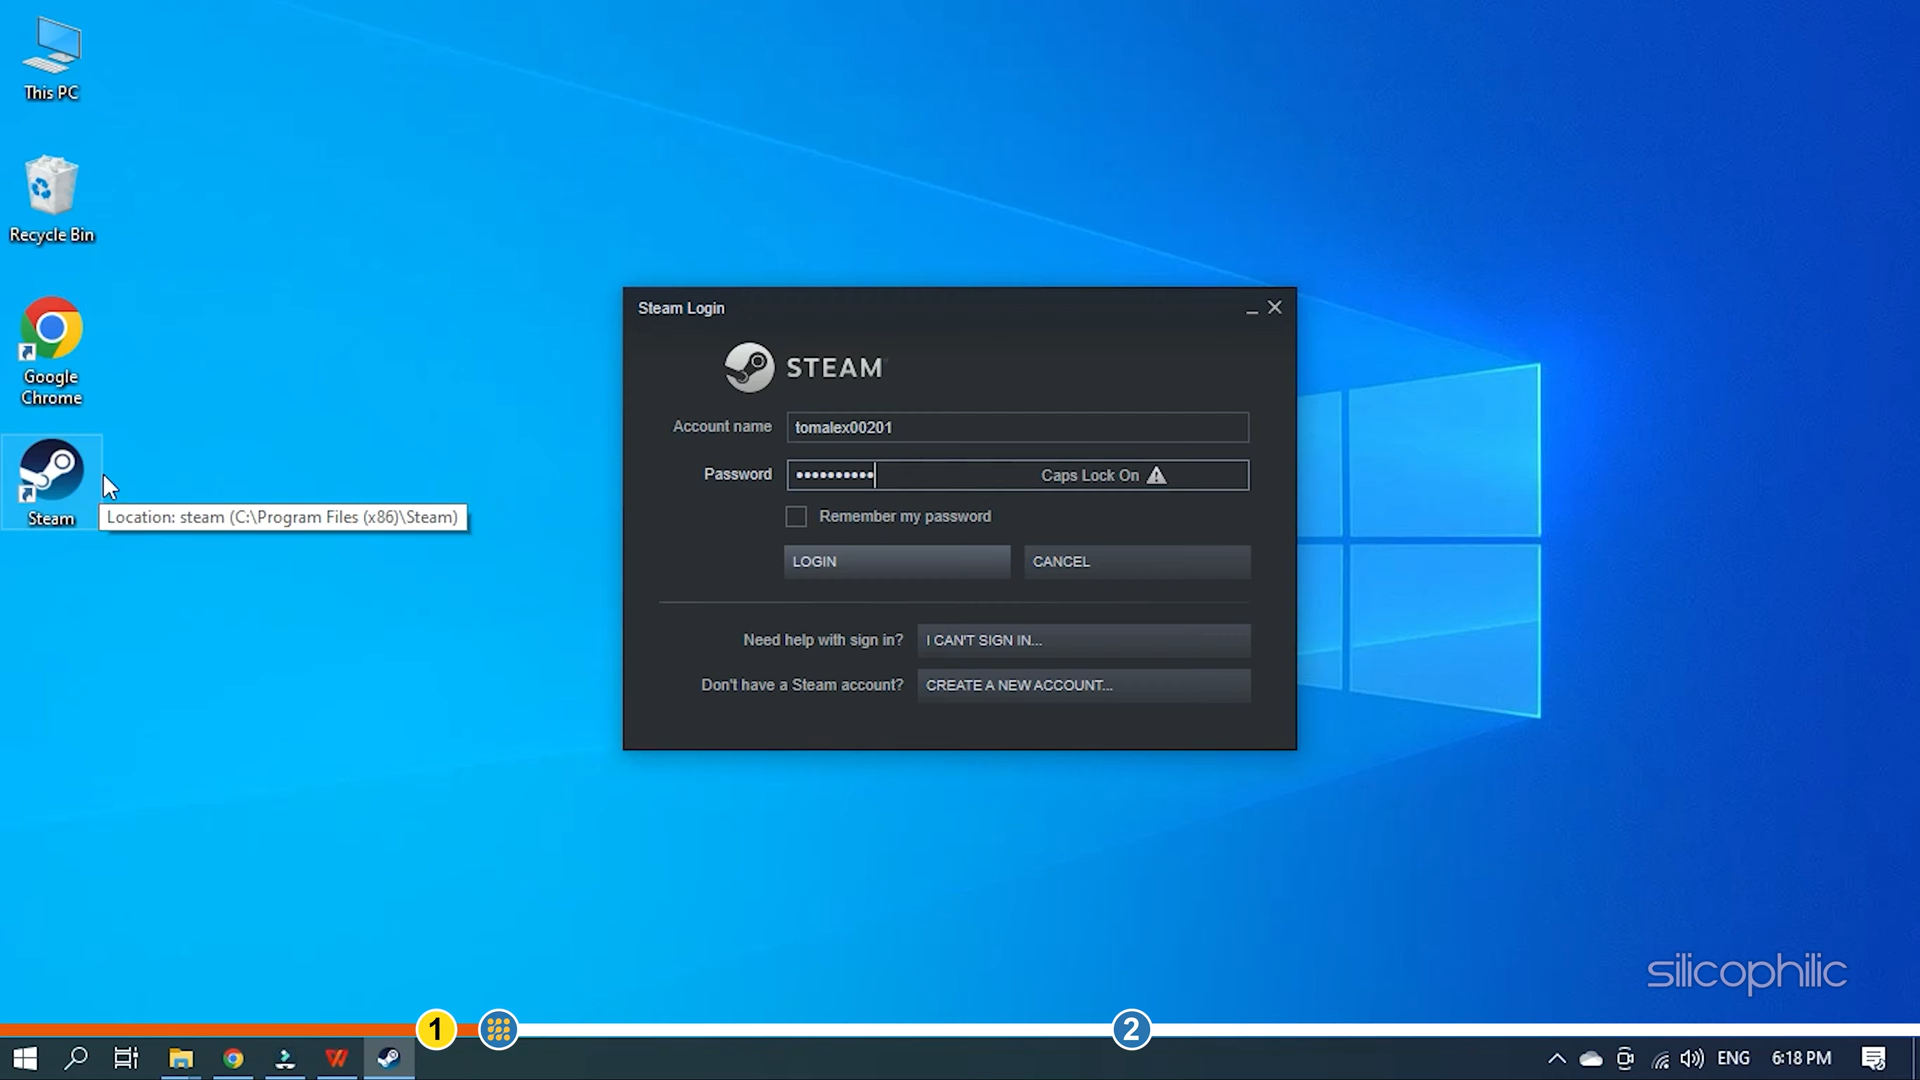 This PC
Recycle Bin
Google
Chrome
Steam
Location: steam (C:\Program Files (x86)\Steam)
Steam Login
STEAM
Account name
tomalex00201
Password
Caps Lock On
Remember my password
LOGIN
CANCEL
Need help with sign in?
I CAN'T SIGN IN...
Don't have a Steam account?
CREATE A NEW ACCOUNT...
silicophilic
1
2
ENG
6:18 PM